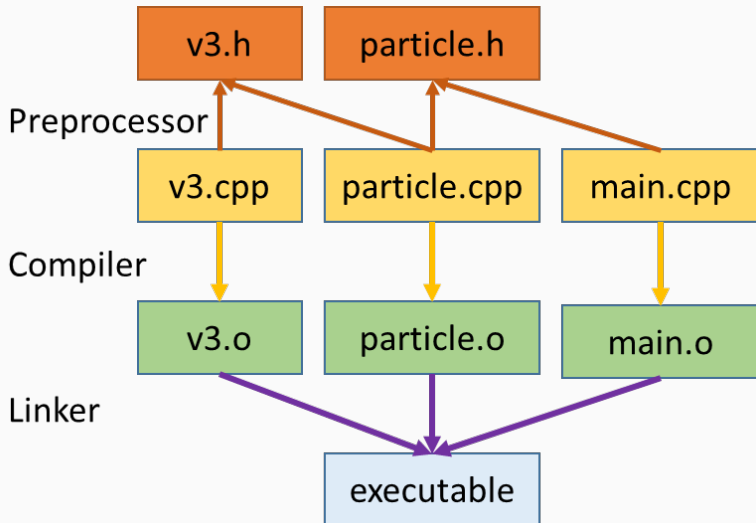 v3.h
particle.h
Preprocessor
v3.cpp
particle.cpp
main.cpp
Compiler
v3.o
particle.o
main.o
Linker
executable